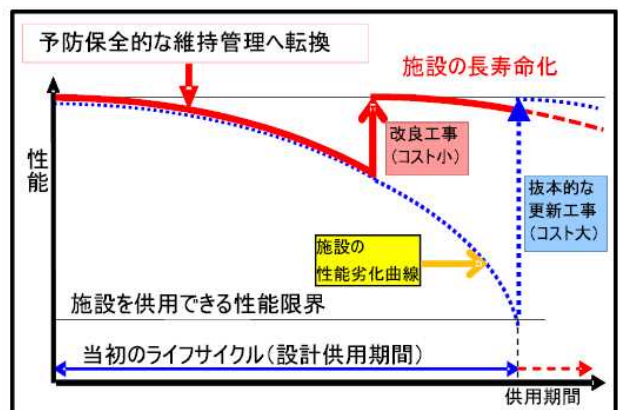 予防保全的な維持管理へ転換
施設の長寿命化
性能
改良工事
(コスト小)
抜本的な
更新工事
(コスト大)
施設の
性能劣化曲線
施設を供用できる性能限界
当初のライフサイクル(設計供用期間)
供用期間